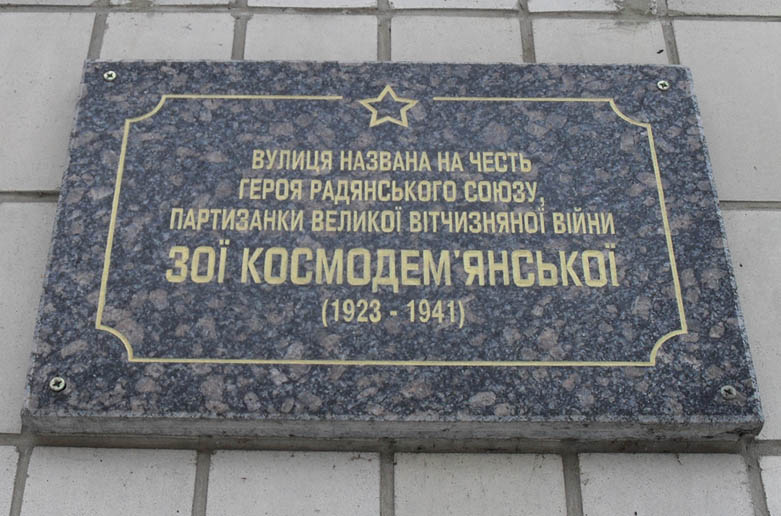 ВУЛИЦЯ НАЗВАНА НА ЧЕСТЬ
ГЕРОЯ РАДЯНСЬКОГО СОЮЗУ,
ПАРТИЗАНКИ ВЕЛИКОЇ ВІТЧИЗНЯНОЇ ВІЙНИ
ЗОЇ КОСМОДЕМ'ЯНСЬКОЇ
(1923 - 1941)